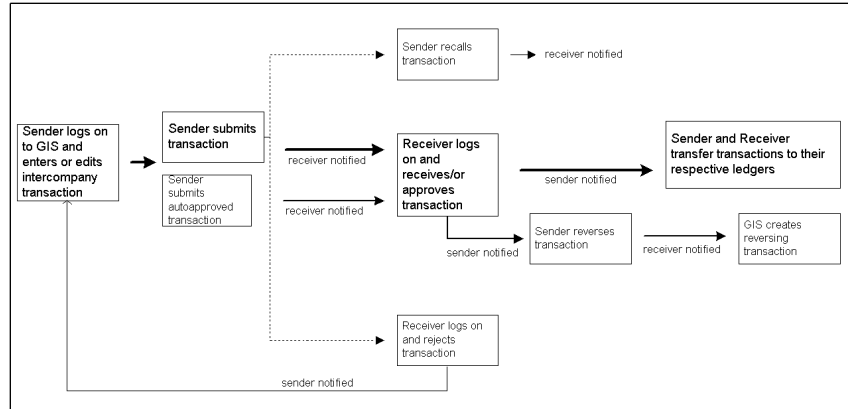 Sender recalls
transaction
receiver notified
Sender logs on
to GIS and
enters or edits
intercompany
transaction
Sender submits
transaction
Sender
submits
autoapproved
transaction
receiver notified
receiver notified
Receiver logs
on and
receives/or
approves
transaction
sender notified
Sender and Receiver
transfer transactions to their
respective ledgers
sender notified
Sender reverses
transaction
receiver notified
GIS creates
reversing
transaction
Receiver logs on
and rejects
transaction
sender notified